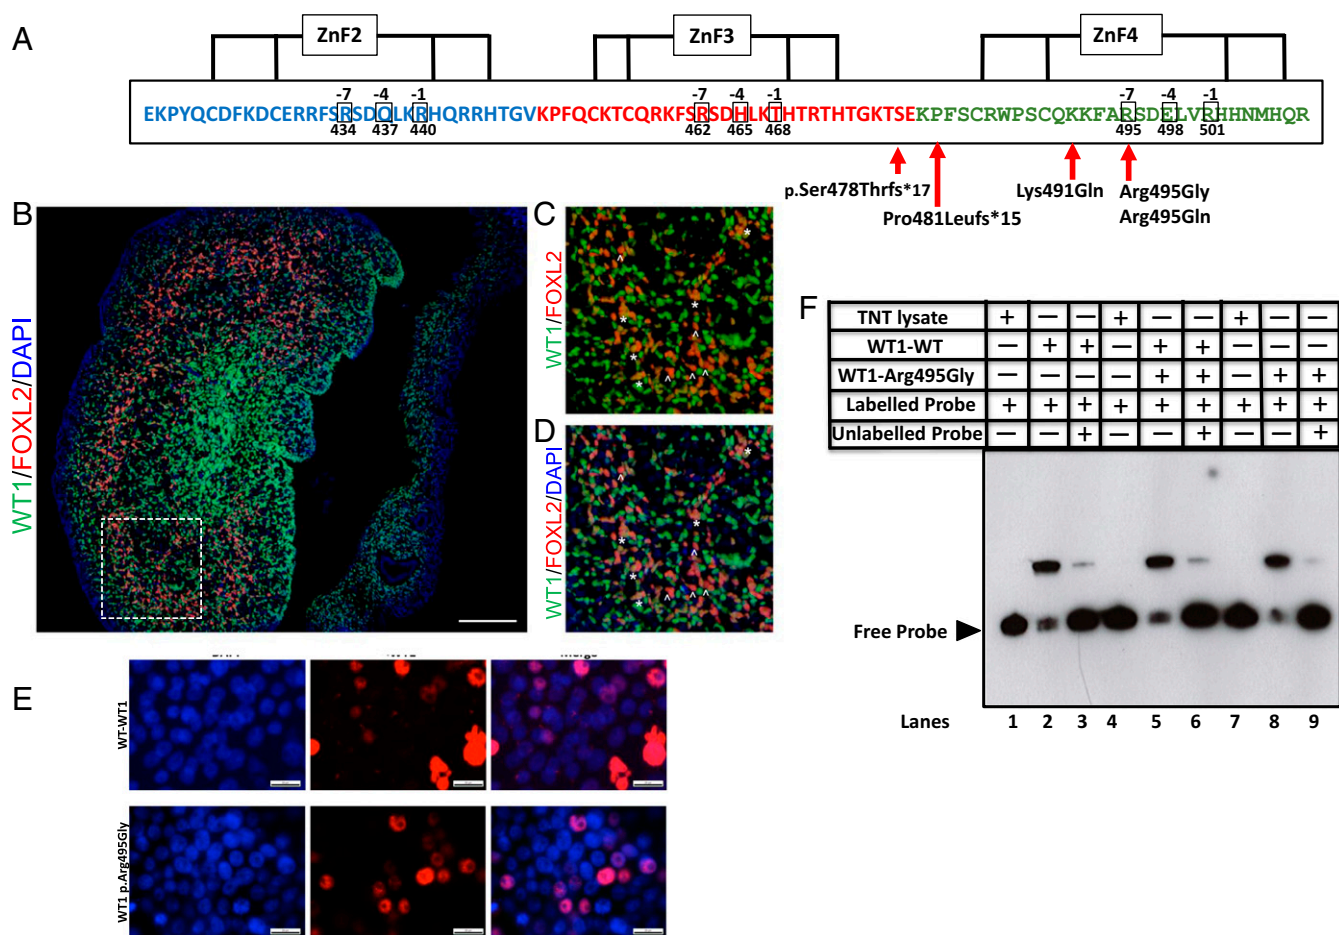 A
ZnF2
ZnF3
ZnF4
-7 -4 -1 -7 -4 -1 -7 -4 -1
EKPYQCDFKDCERRFSRSDQLKRHQRRHTGVKPFQCKTCQRKFSRSDHLKTHTRTHTGKTSEKPFSCRWPSCQKKFARSDELVRHHNMHQR
434 437 440 462 465 468 495 498 501
p.Ser478Thrfs*17
Pro481Leufs*15
Lys491Gln
Arg495Gly
Arg495Gln
B
WT1/FOXL2/DAPI
C
WT1/FOXL2
D
WT1/FOXL2/DAPI
E
Merge
WT-WT1
WT1 p.Arg495Gly
F
TNT lysate + — — + — — + — —
WT1-WT — + + — + + — — —
WT1-Arg495Gly — — — — + + — + +
Labelled Probe + + + + + + + + +
Unlabelled Probe — — + — — + — — +
Free Probe
Lanes 1 2 3 4 5 6 7 8 9